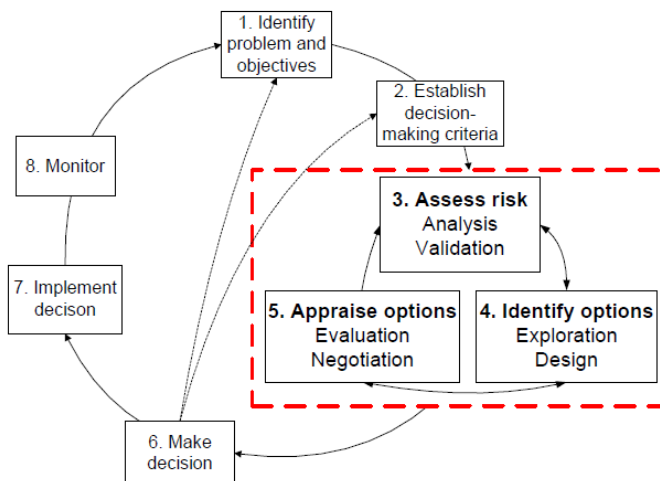 1. Identify
problem and
objectives
2. Establish
decision-
making criteria
3. Assess risk
Analysis
Validation
4. Identify options
Exploration
Design
5. Appraise options
Evaluation
Negotiation
6. Make
decision
7. Implement
decison
8. Monitor